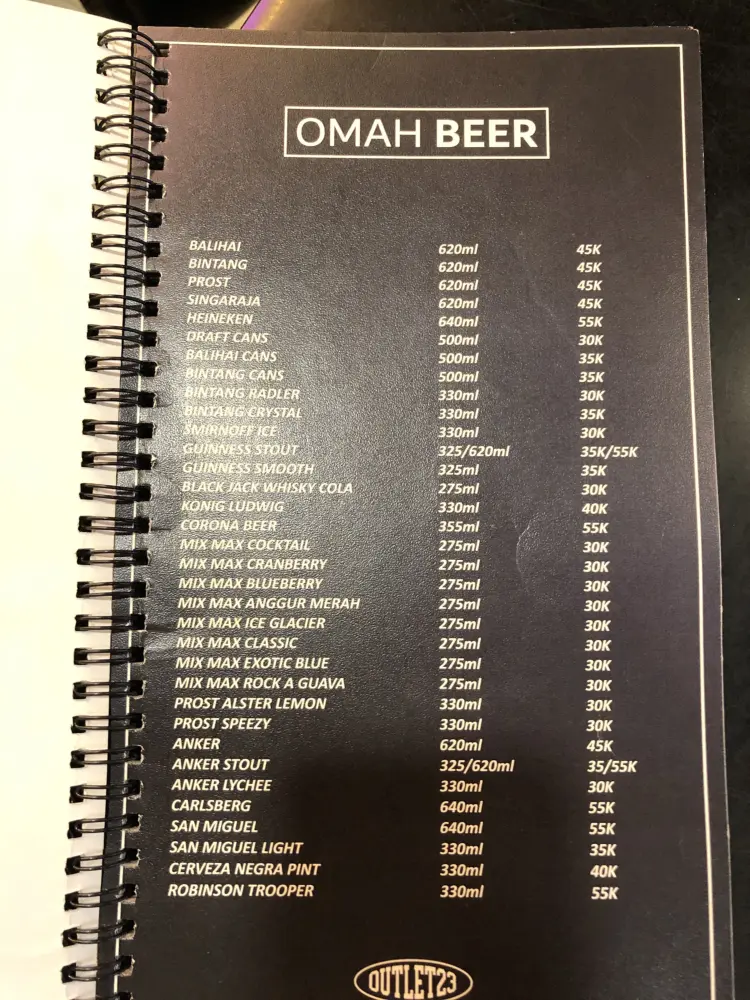 OMAH BEER
BALIHAI 620ml 45K
BINTANG 620ml 45K
PROST 620ml 45K
SINGARAJA 620ml 45K
HEINEKEN 640ml 55K
DRAFT CANS 500ml 30K
BALIHAI CANS 500ml 35K
BINTANG CANS 500ml 35K
BINTANG RADLER 330ml 30K
BINTANG CRYSTAL 330ml 35K
SMIRNOFF ICE 330ml 30K
GUINNESS STOUT 325/620ml 35K/55K
GUINNESS SMOOTH 325ml 35K
BLACK JACK WHISKY COLA 275ml 30K
KONIG LUDWIG 330ml 40K
CORONA BEER 355ml 55K
MIX MAX COCKTAIL 275ml 30K
MIX MAX CRANBERRY 275ml 30K
MIX MAX BLUEBERRY 275ml 30K
MIX MAX ANGGUR MERAH 275ml 30K
MIX MAX ICE GLACIER 275ml 30K
MIX MAX CLASSIC 275ml 30K
MIX MAX EXOTIC BLUE 275ml 30K
MIX MAX ROCK A GUAVA 275ml 30K
PROST ALSTER LEMON 330ml 30K
PROST SPEEZY 330ml 30K
ANKER 620ml 45K
ANKER STOUT 325/620ml 35/55K
ANKER LYCHEE 330ml 30K
CARLSBERG 640ml 55K
SAN MIGUEL 640ml 55K
SAN MIGUEL LIGHT 330ml 35K
CERVEZA NEGRA PINT 330ml 40K
ROBINSON TROOPER 330ml 55K
OUTLET23